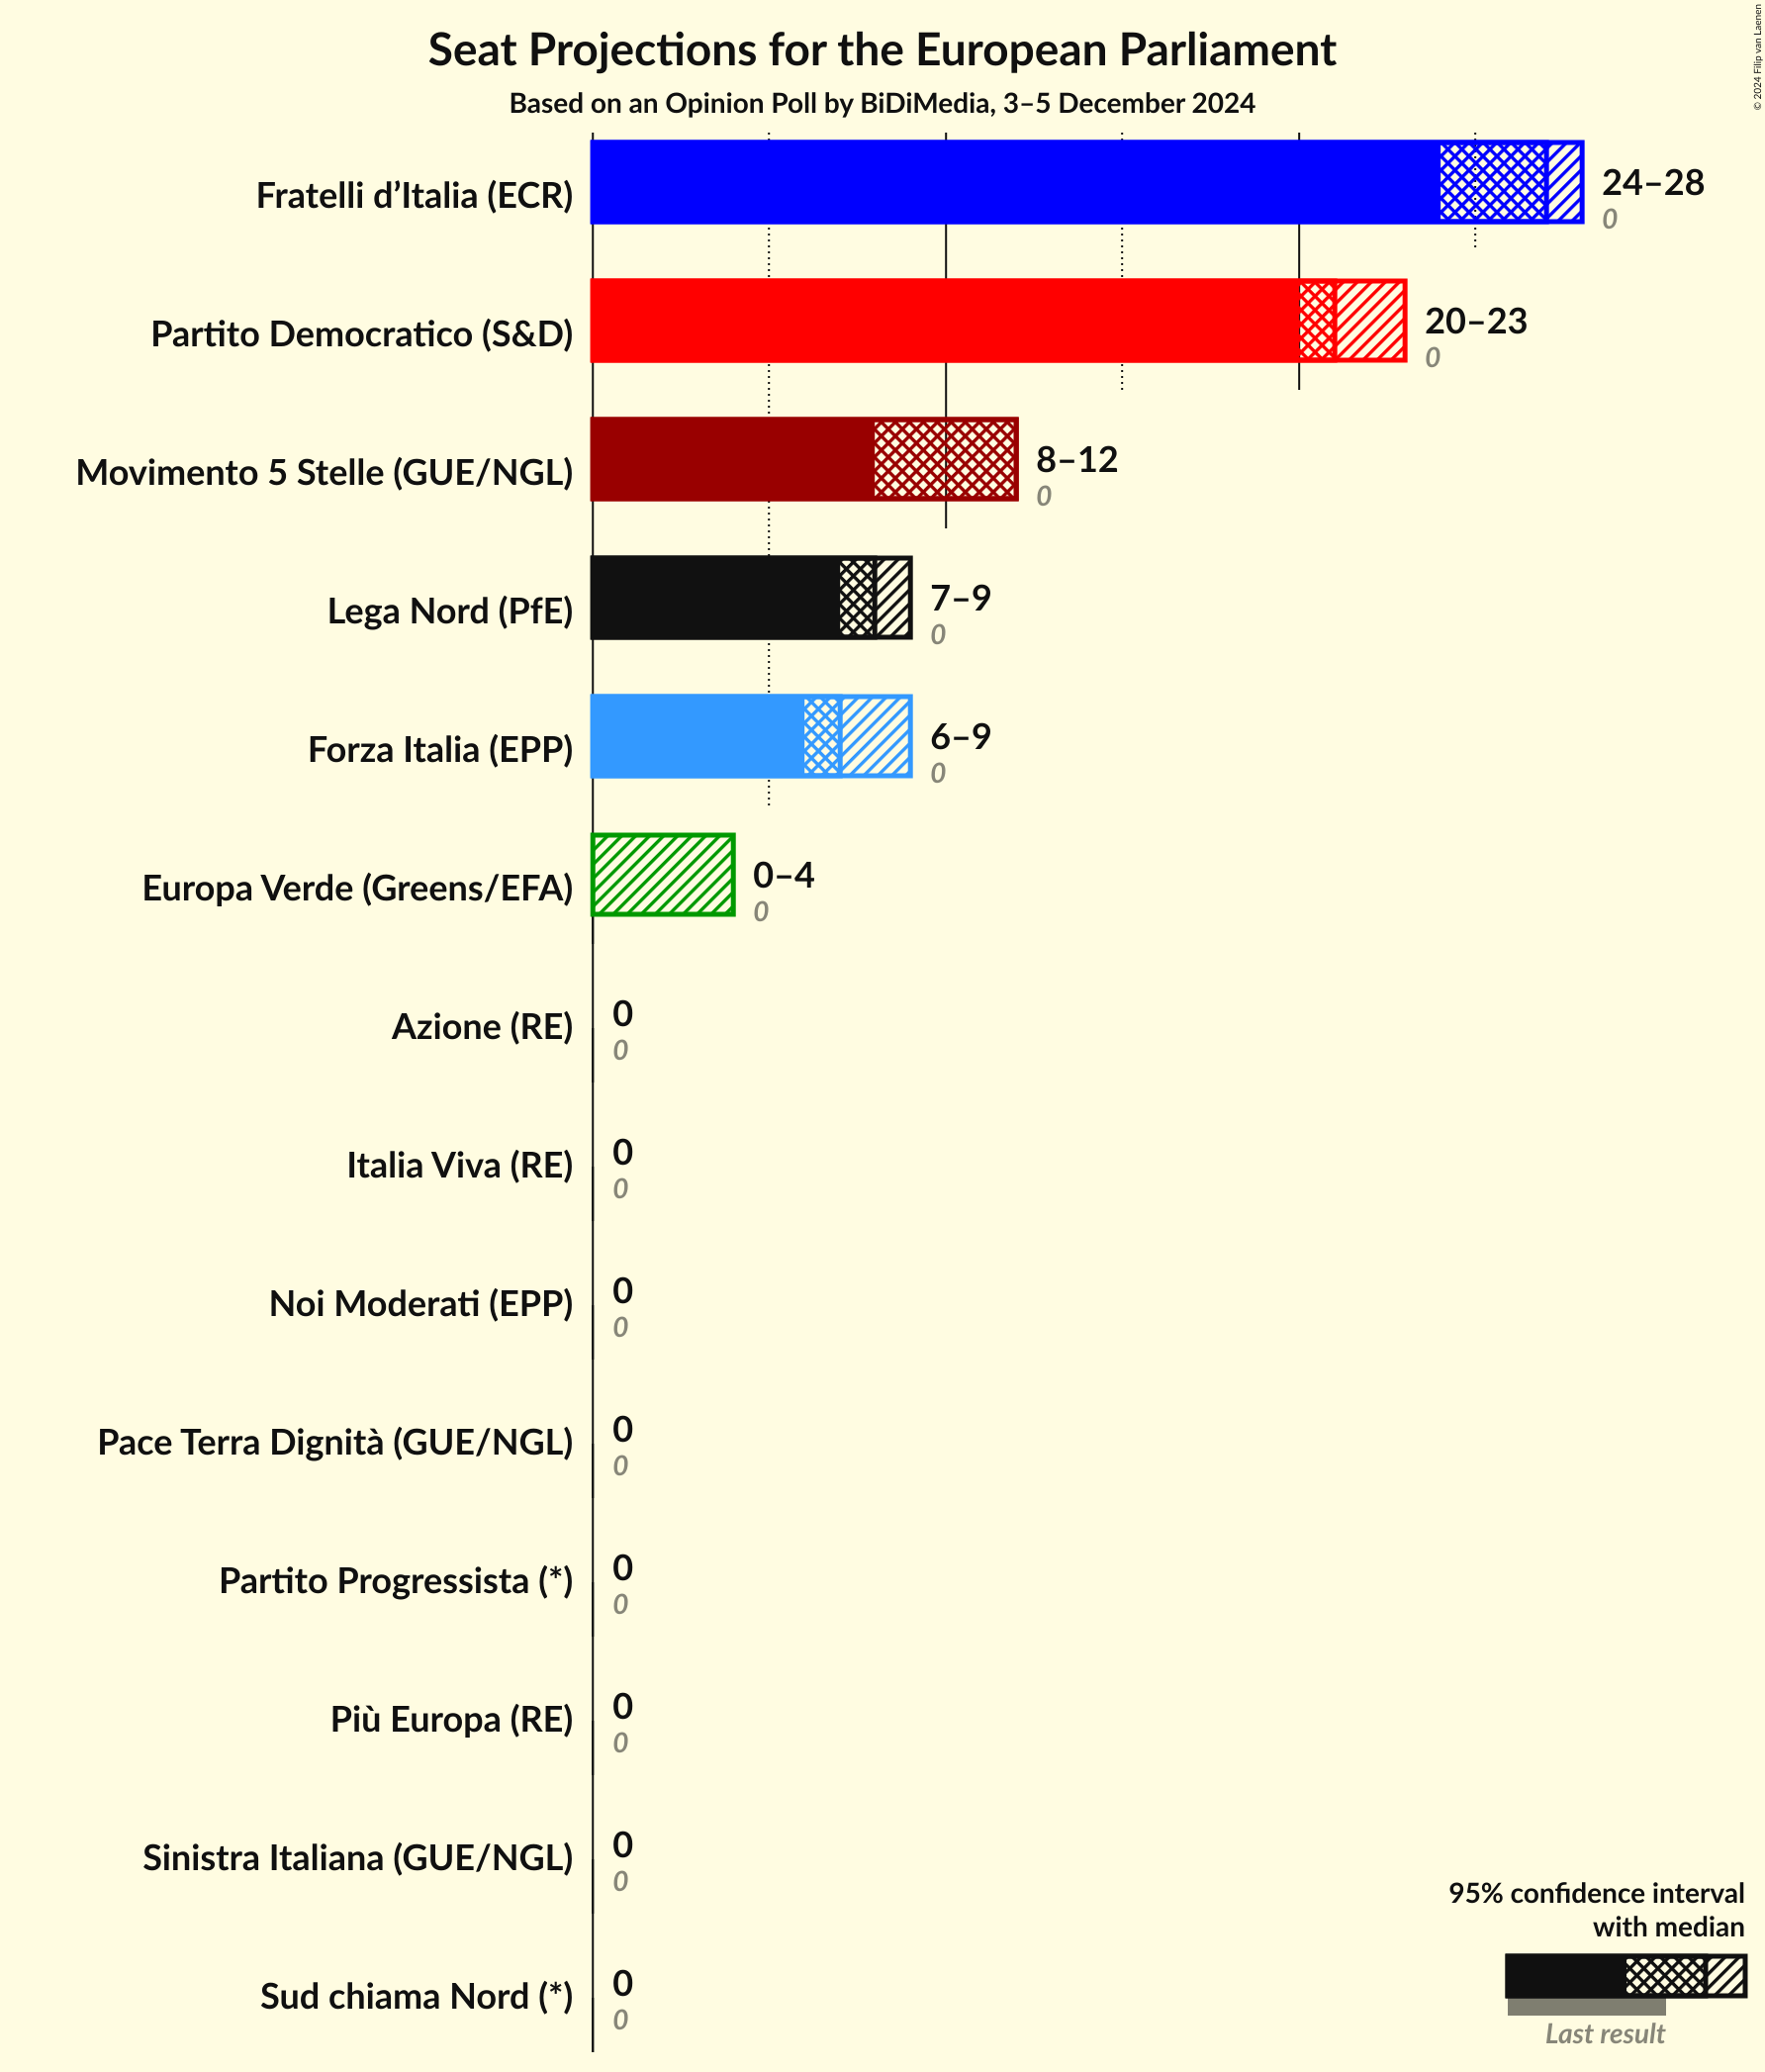 © 2024 Filip van Laenen
Seat Projections for the European Parliament
Based on an Opinion Poll by BiDiMedia, 3–5 December 2024
Fratelli d’Italia (ECR)
24–28
0
Partito Democratico (S&D)
20–23
0
Movimento 5 Stelle (GUE/NGL)
8–12
0
Lega Nord (PfE)
7–9
0
Forza Italia (EPP)
6–9
0
Europa Verde (Greens/EFA)
0–4
0
Azione (RE)
0
0
Italia Viva (RE)
0
0
Noi Moderati (EPP)
0
0
Pace Terra Dignità (GUE/NGL)
0
0
Partito Progressista (*)
0
0
Più Europa (RE)
0
0
Sinistra Italiana (GUE/NGL)
0
0
Sud chiama Nord (*)
0
0
95% confidence interval
with median
Last result